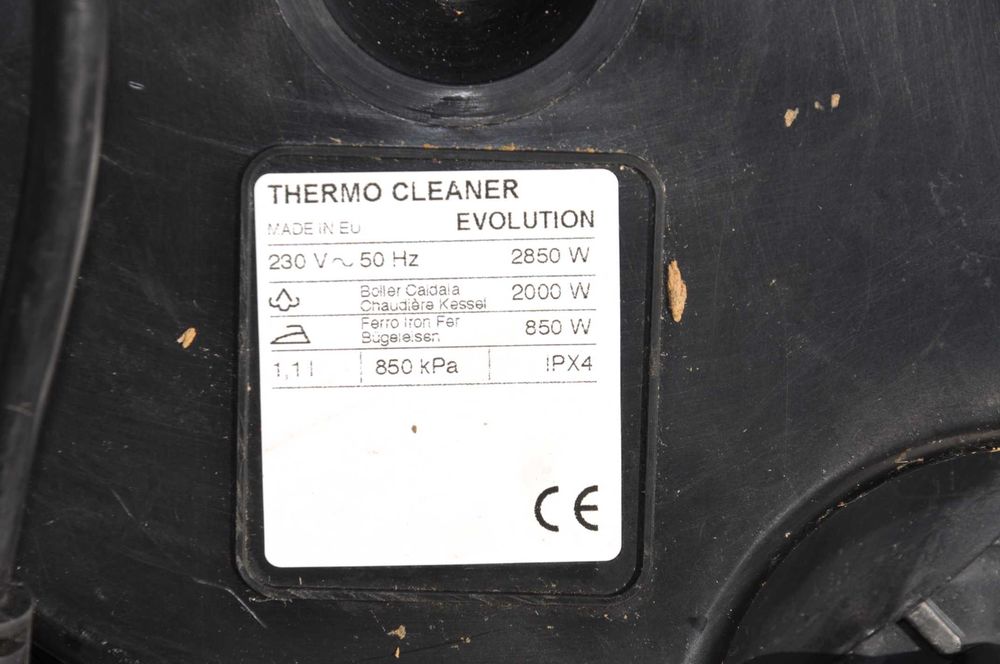 THERMO CLEANER
MADE IN EU EVOLUTION
230 V ~ 50 Hz 2850 W
Boiler Caldaia
Chaudière Kessel 2000 W
Ferro Iron Fer
Bügeleisen 850 W
1,1 l 850 kPa IPX4
CE